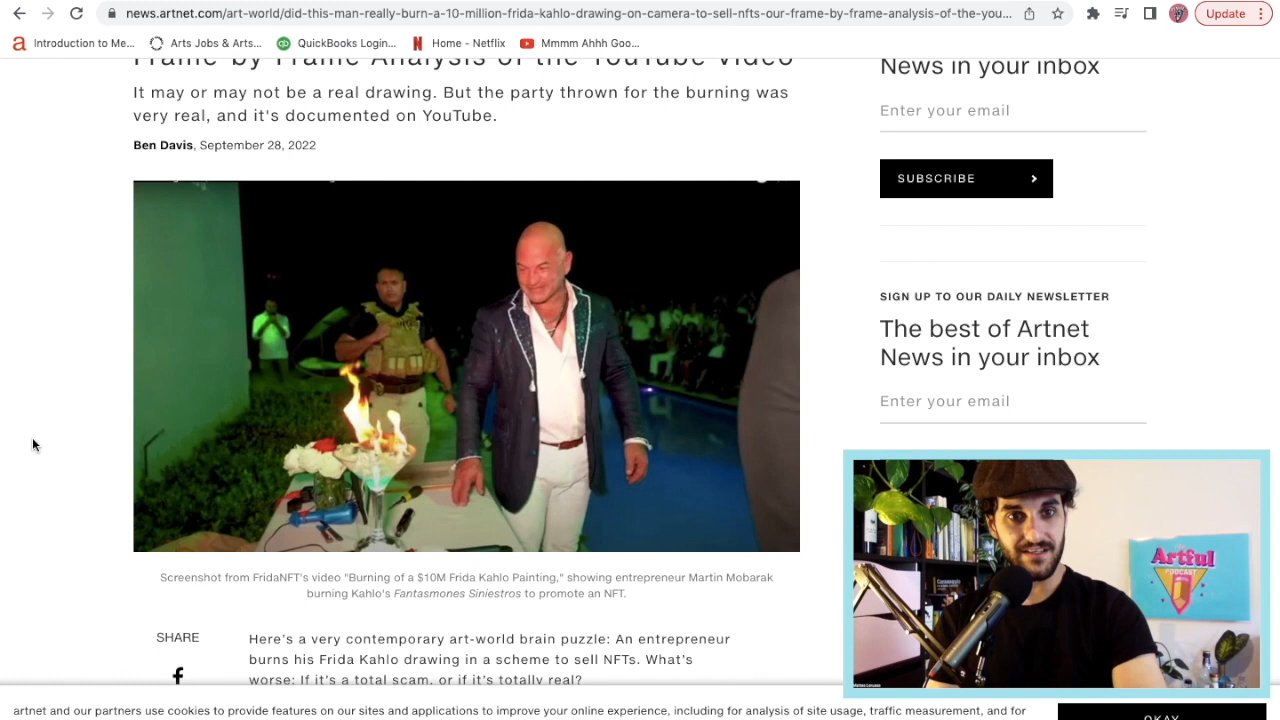 news.artnet.com/art-world/did-this-man-really-burn-a-10-million-frida-kahlo-drawing-on-camera-to-sell-nfts-our-frame-by-frame-analysis-of-the-you...
Update
Introduction to Me...
Arts Jobs & Arts...
QuickBooks Login...
Home - Netflix
Mmmm Ahhh Goo...
Frame by Frame Analysis of the YouTube Video
It may or may not be a real drawing. But the party thrown for the burning was
very real, and it's documented on YouTube.
Ben Davis, September 28, 2022
Screenshot from FridaNFT's video "Burning of a $10M Frida Kahlo Painting," showing entrepreneur Martin Mobarak
burning Kahlo's Fantasmones Siniestros to promote an NFT.
SHARE
Here's a very contemporary art-world brain puzzle: An entrepreneur
burns his Frida Kahlo drawing in a scheme to sell NFTs. What's
worse: If it's a total scam, or if it's totally real?
News in your inbox
Enter your email
SUBSCRIBE
SIGN UP TO OUR DAILY NEWSLETTER
The best of Artnet
News in your inbox
Enter your email
Artful
PODCAST
artnet and our partners use cookies to provide features on our sites and applications to improve your online experience, including for analysis of site usage, traffic measurement, and for
OKAY